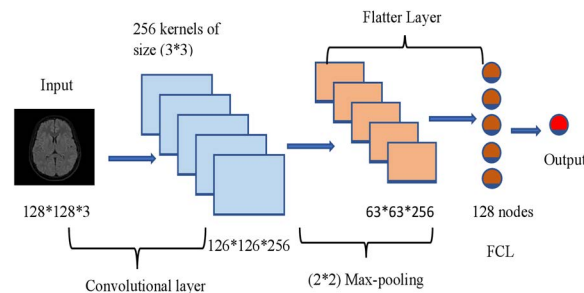 Flatter Layer
256 kernels of
size (3*3)
Input
Output
128*128*3
126*126*256
63*63*256
128 nodes
FCL
Convolutional layer
(2*2) Max-pooling